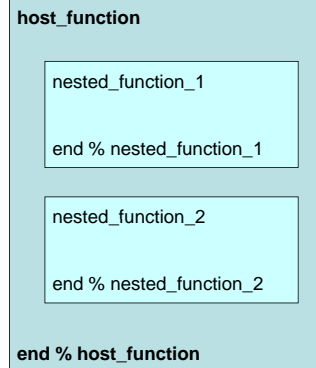 host_function
nested_function_1
end % nested_function_1
nested_function_2
end % nested_function_2
end % host_function